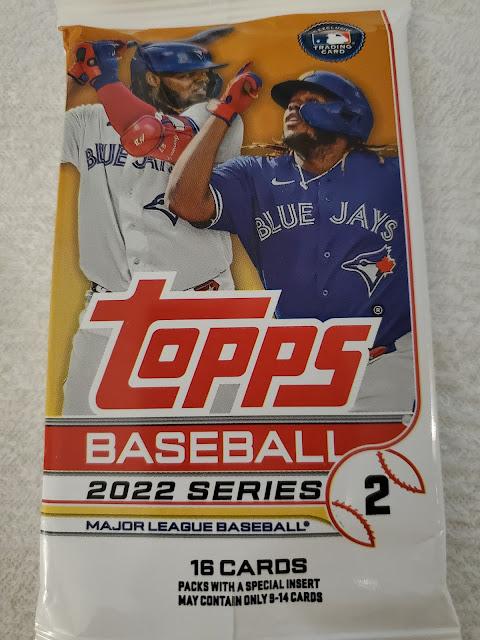 EXCLUSIVE
TRADING
CARD
BLUE JAYS
BLUE JAYS
TOPPS®
BASEBALL
2022 SERIES 2
MAJOR LEAGUE BASEBALL®
16 CARDS
PACKS WITH A SPECIAL INSERT
MAY CONTAIN ONLY 9-14 CARDS